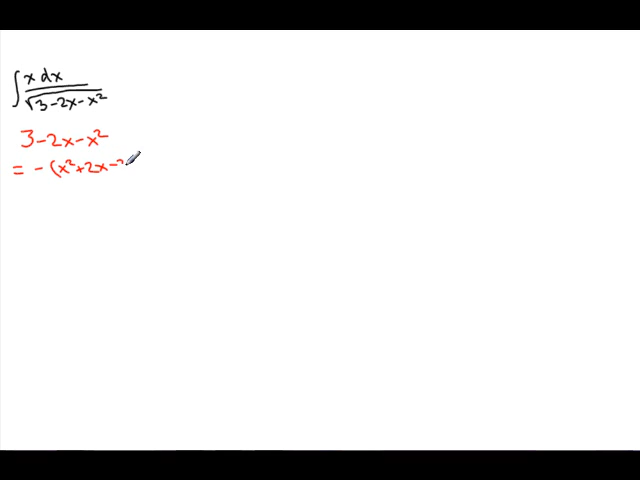 ∫ x dx / √3-2x-x²
3-2x-x²
= -(x²+2x-